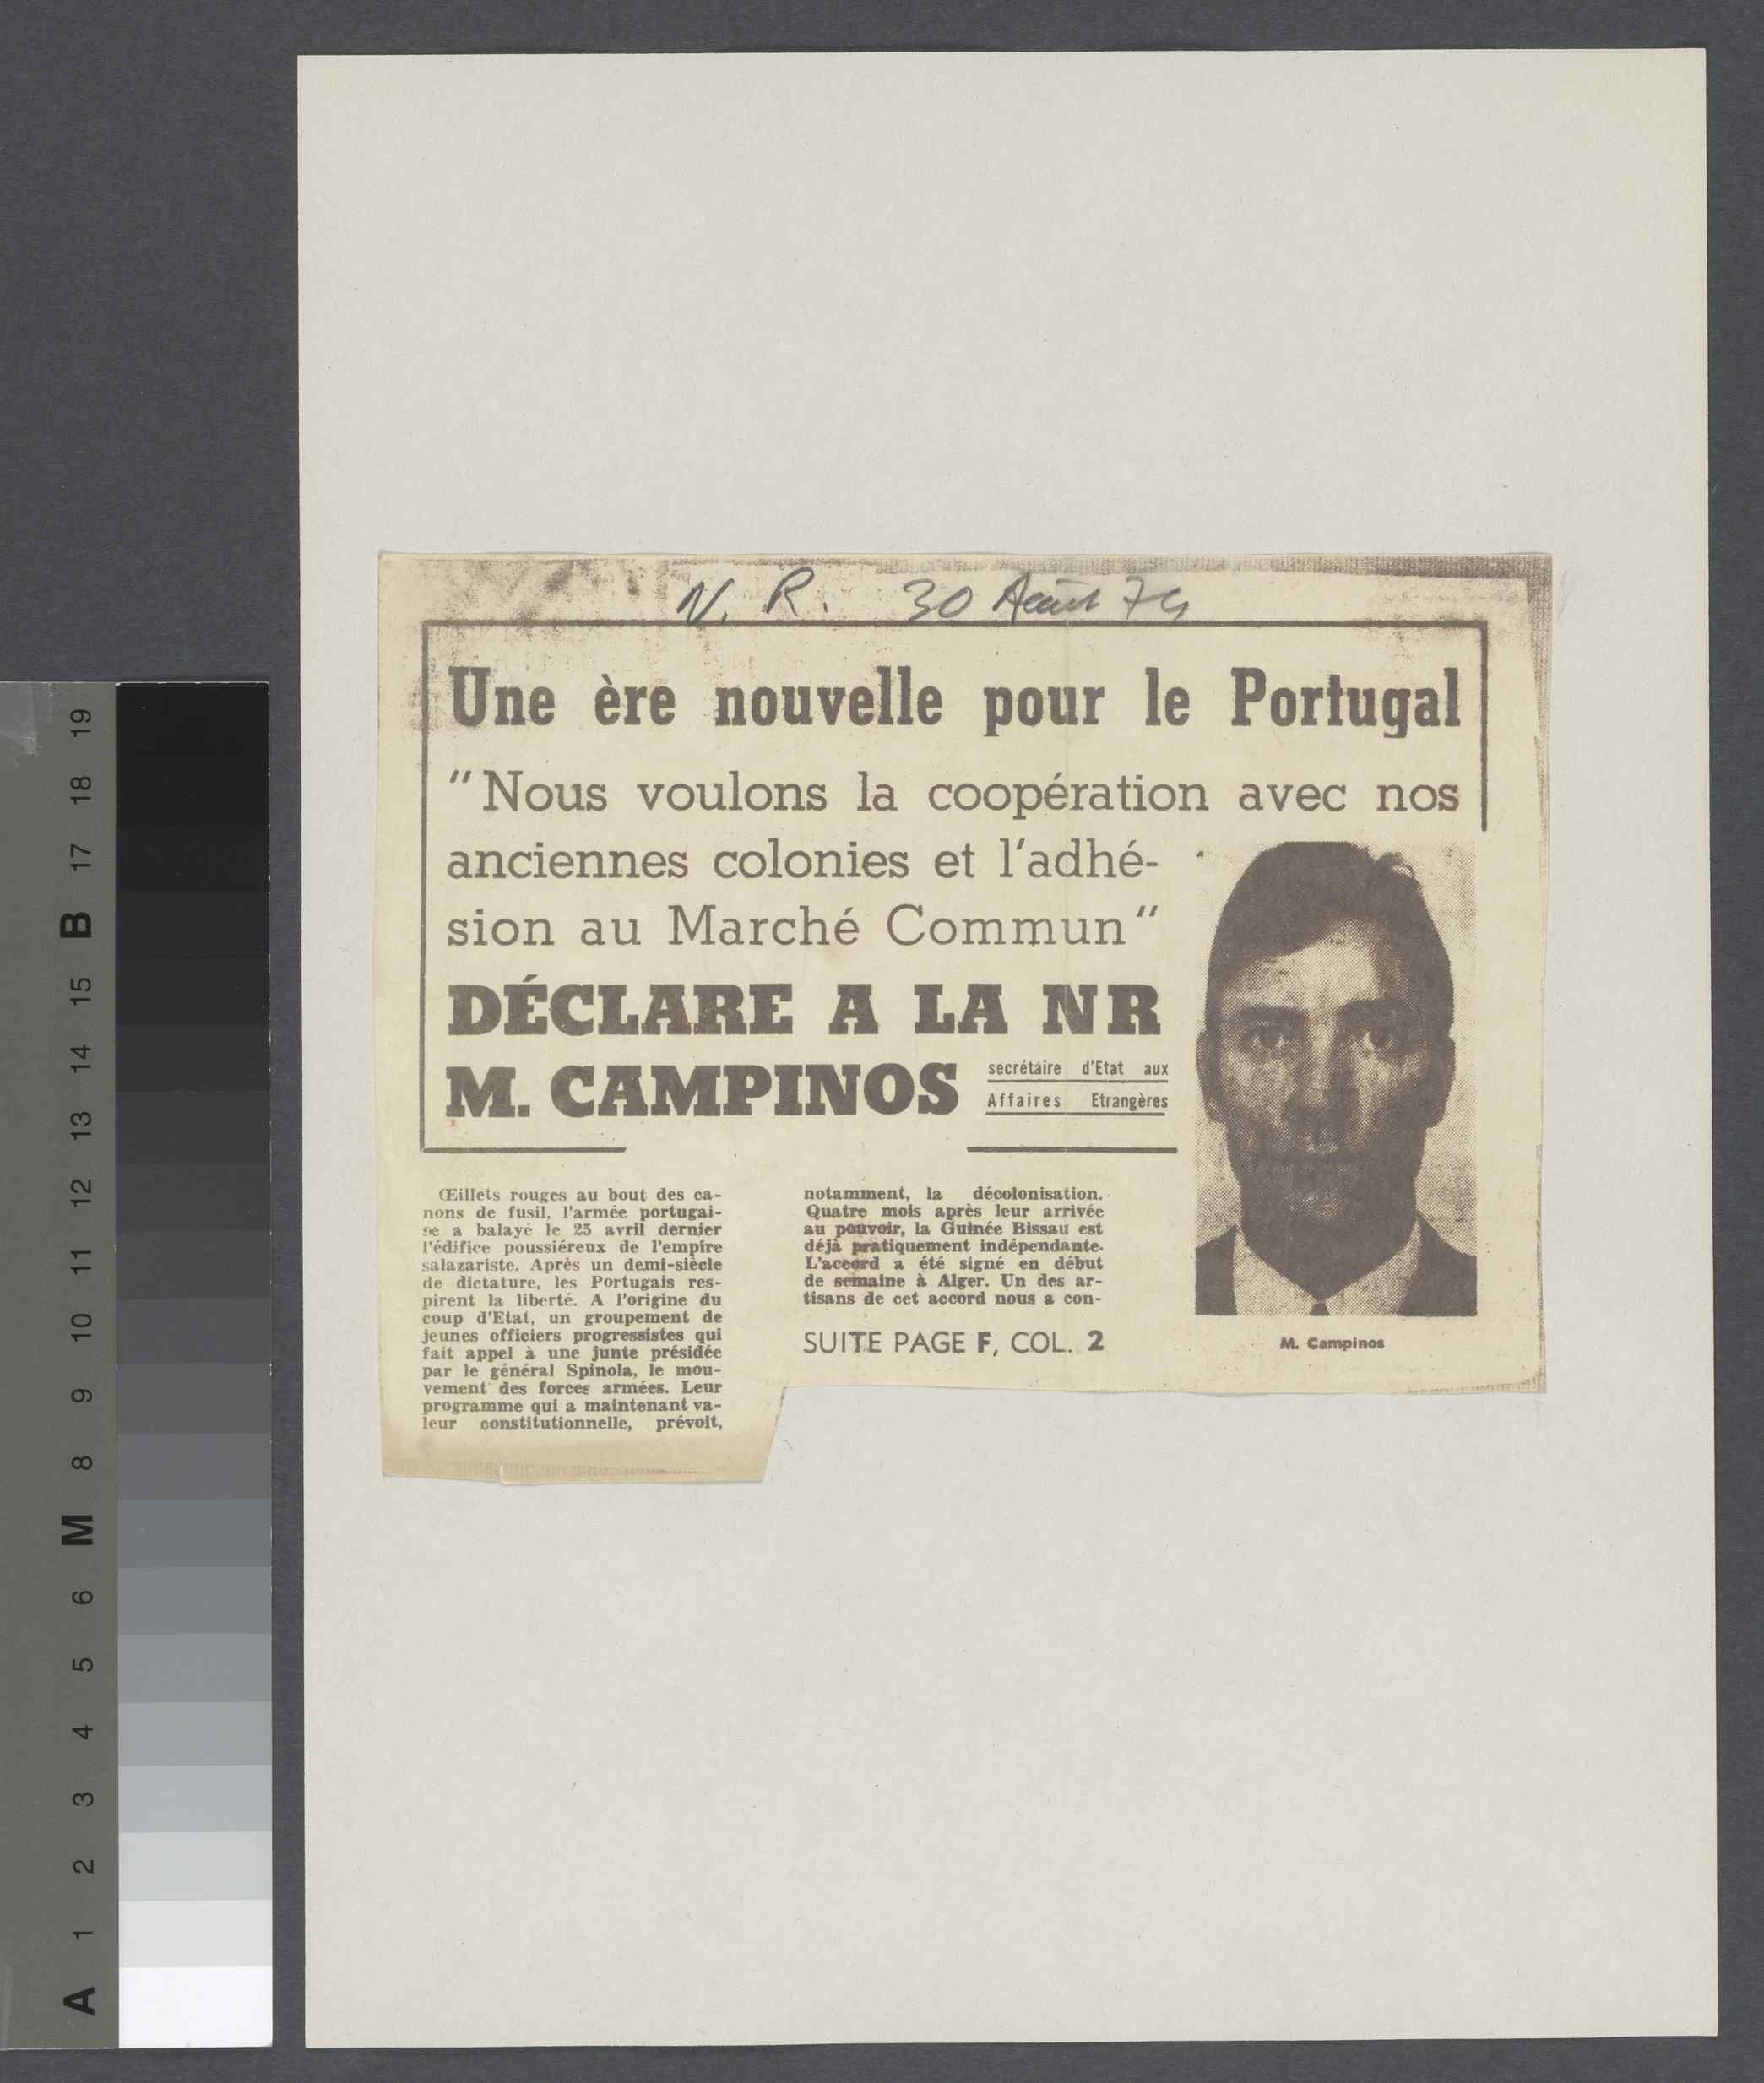 N. R. 30 Août 74
Une ère nouvelle pour le Portugal
"Nous voulons la coopération avec nos
anciennes colonies et l'adhé-
sion au Marché Commun"
DÉCLARE A LA NR
M. CAMPINOS
secrétaire d'Etat aux
Affaires Etrangères
Œillets rouges au bout des ca-
nons de fusil, l'armée portugai-
se a balayé le 25 avril dernier
l'édifice poussiéreux de l'empire
salazariste. Après un demi-siècle
de dictature, les Portugais res-
pirent la liberté. A l'origine du
coup d'Etat, un groupement de
jeunes officiers progressistes qui
fait appel à une junte présidée
par le général Spinola, le mou-
vement des forces armées. Leur
programme qui a maintenant va-
leur constitutionnelle, prévoit,
notamment, la décolonisation.
Quatre mois après leur arrivée
au pouvoir, la Guinée Bissau est
déjà pratiquement indépendante.
L'accord a été signé en début
de semaine à Alger. Un des ar-
tisans de cet accord nous a con-
SUITE PAGE F, COL. 2
M. Campinos
A 1 2 3 4 5 6 M 8 9 10 11 12 13 14 15 B 17 18 19